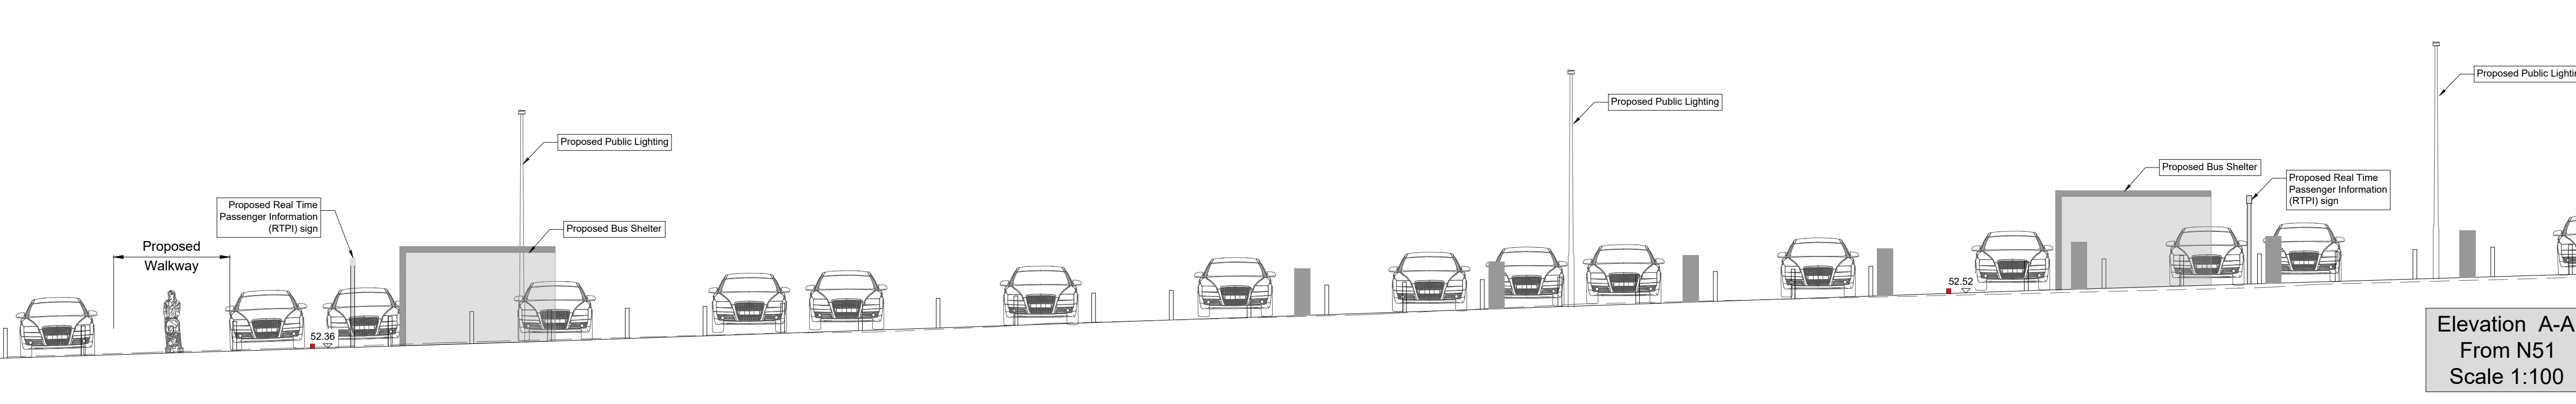 Proposed
Walkway
Proposed Real Time
Passenger Information
(RTPI) sign
52.36
Proposed Public Lighting
Proposed Bus Shelter
Proposed Public Lighting
52.52
Proposed Bus Shelter
Proposed Real Time
Passenger Information
(RTPI) sign
Proposed Public Lightin
Elevation A-A
From N51
Scale 1:100